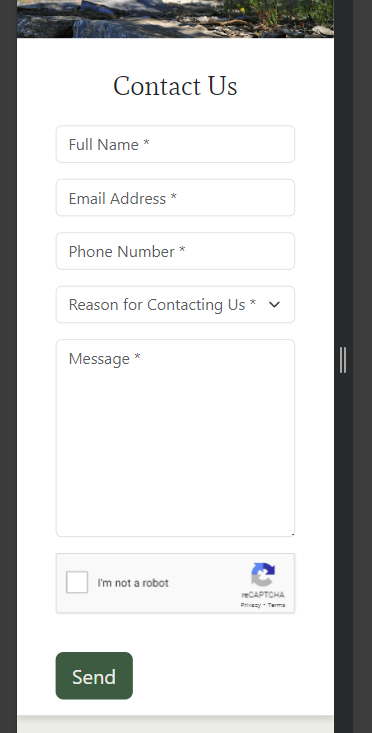 Contact Us
Full Name *
Email Address *
Phone Number *
Reason for Contacting Us *
Message *
I'm not a robot
reCAPTCHA
Privacy - Terms
Send